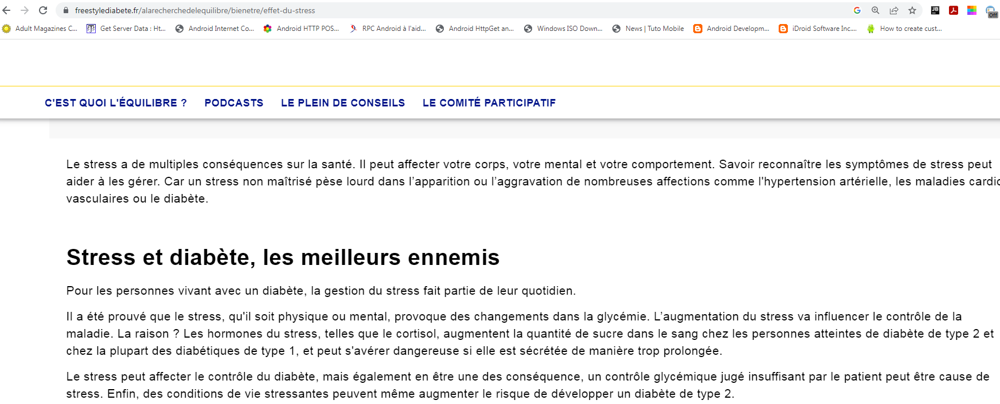 freestylediabete.fr/alarecherchedelequilibre/bienetre/effet-du-stress
Adult Magazines C... Get Server Data : Ht... Android Internet Co... Android HTTP POS... RPC Android à l'aid... Android HttpGet an... Windows ISO Down... News | Tuto Mobile Android Developm... iDroid Software Inc.... How to create cust...
JB
Off
C'EST QUOI L'ÉQUILIBRE ? PODCASTS LE PLEIN DE CONSEILS LE COMITÉ PARTICIPATIF
Le stress a de multiples conséquences sur la santé. Il peut affecter votre corps, votre mental et votre comportement. Savoir reconnaître les symptômes de stress peut
aider à les gérer. Car un stress non maîtrisé pèse lourd dans l’apparition ou l’aggravation de nombreuses affections comme l'hypertension artérielle, les maladies cardio
vasculaires ou le diabète.
Stress et diabète, les meilleurs ennemis
Pour les personnes vivant avec un diabète, la gestion du stress fait partie de leur quotidien.
Il a été prouvé que le stress, qu'il soit physique ou mental, provoque des changements dans la glycémie. L’augmentation du stress va influencer le contrôle de la
maladie. La raison ? Les hormones du stress, telles que le cortisol, augmentent la quantité de sucre dans le sang chez les personnes atteintes de diabète de type 2 et
chez la plupart des diabétiques de type 1, et peut s'avérer dangereuse si elle est sécrétée de manière trop prolongée.
Le stress peut affecter le contrôle du diabète, mais également en être une des conséquence, un contrôle glycémique jugé insuffisant par le patient peut être cause de
stress. Enfin, des conditions de vie stressantes peuvent même augmenter le risque de développer un diabète de type 2.